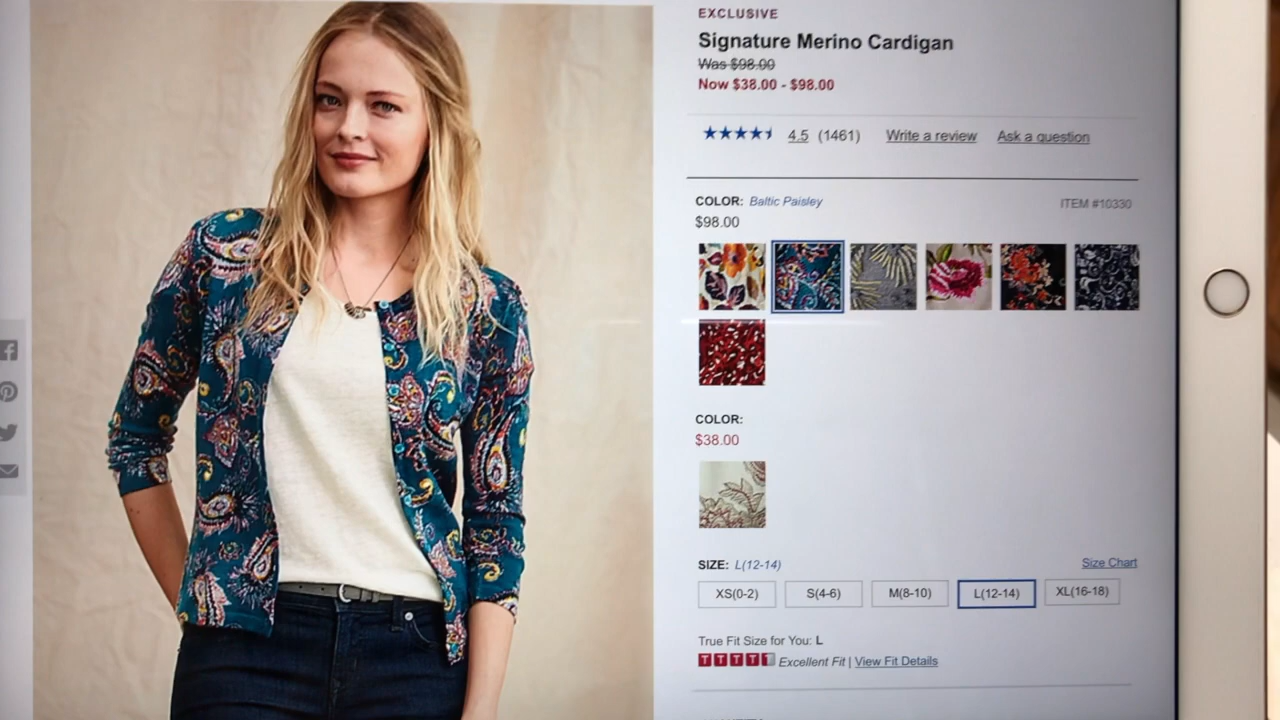 EXCLUSIVE
Signature Merino Cardigan
Was $98.00
Now $38.00 - $98.00
4.5 (1461) Write a review Ask a question
COLOR: Baltic Paisley ITEM #10330
$98.00
COLOR:
$38.00
SIZE: L(12-14) Size Chart
XS(0-2) S(4-6) M(8-10) L(12-14) XL(16-18)
True Fit Size for You: L
TTTTT Excellent Fit | View Fit Details